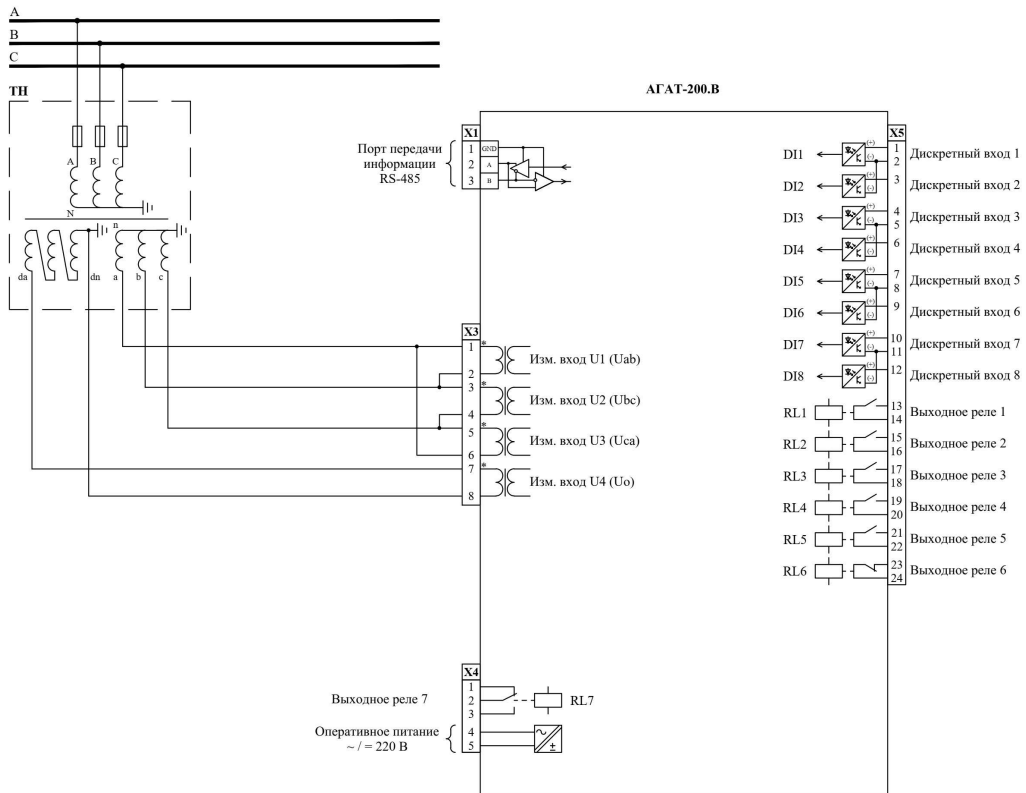 A
B
C
ТН
A
B
C
N
n
da
dn
a
b
c
АГАТ-200.В
Порт передачи
информации
RS-485
X1
1
GND
2
A
3
B
X3
1
*
2
Изм. вход U1 (Uab)
3
*
4
Изм. вход U2 (Ubc)
5
*
6
Изм. вход U3 (Uca)
7
*
8
Изм. вход U4 (Uo)
X4
1
2
3
4
5
Выходное реле 7
RL7
Оперативное питание
~ / = 220 В
~
±
X5
DI1
(+)
1
(-)
2
Дискретный вход 1
DI2
(+)
3
(-)
Дискретный вход 2
DI3
(+)
4
(-)
5
Дискретный вход 3
DI4
(+)
6
(-)
Дискретный вход 4
DI5
(+)
7
(-)
8
Дискретный вход 5
DI6
(+)
9
(-)
Дискретный вход 6
DI7
(+)
10
(-)
11
Дискретный вход 7
DI8
(+)
12
(-)
Дискретный вход 8
RL1
13
14
Выходное реле 1
RL2
15
16
Выходное реле 2
RL3
17
18
Выходное реле 3
RL4
19
20
Выходное реле 4
RL5
21
22
Выходное реле 5
RL6
23
24
Выходное реле 6